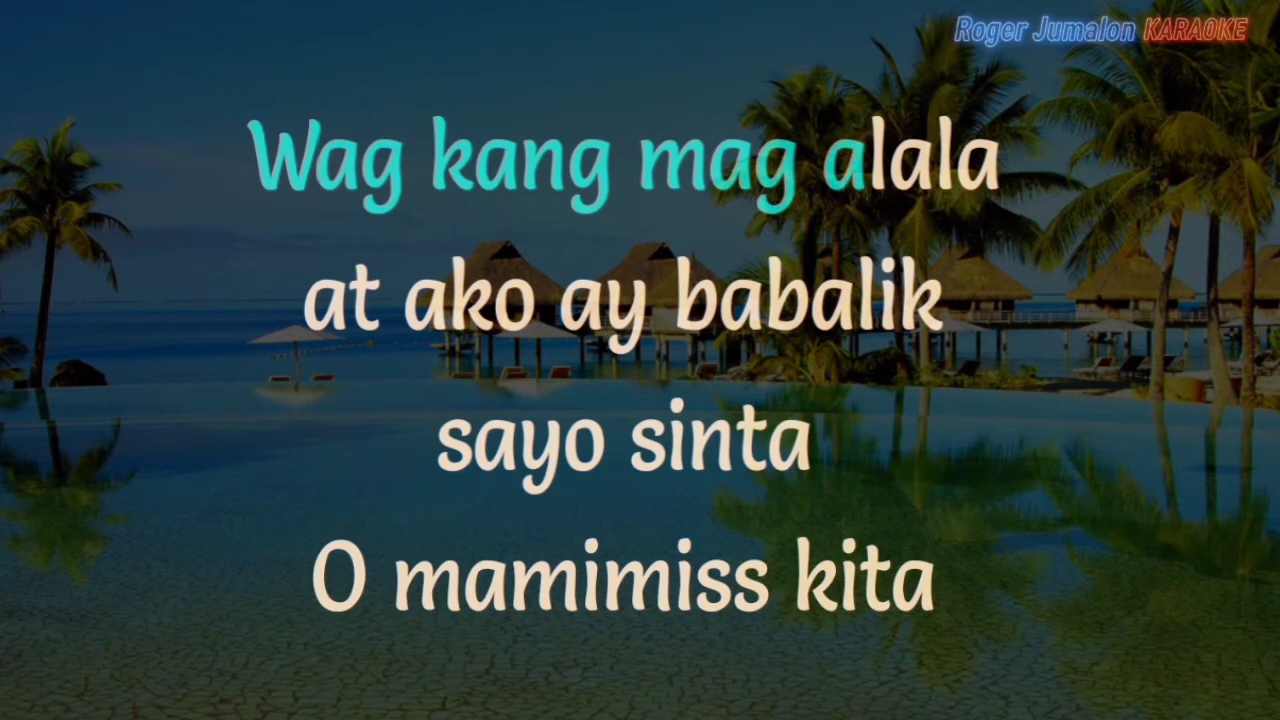 Roger Jumalon KARAOKE
Wag kang mag alala
at ako ay babalik
sayo sinta
O mamimiss kita